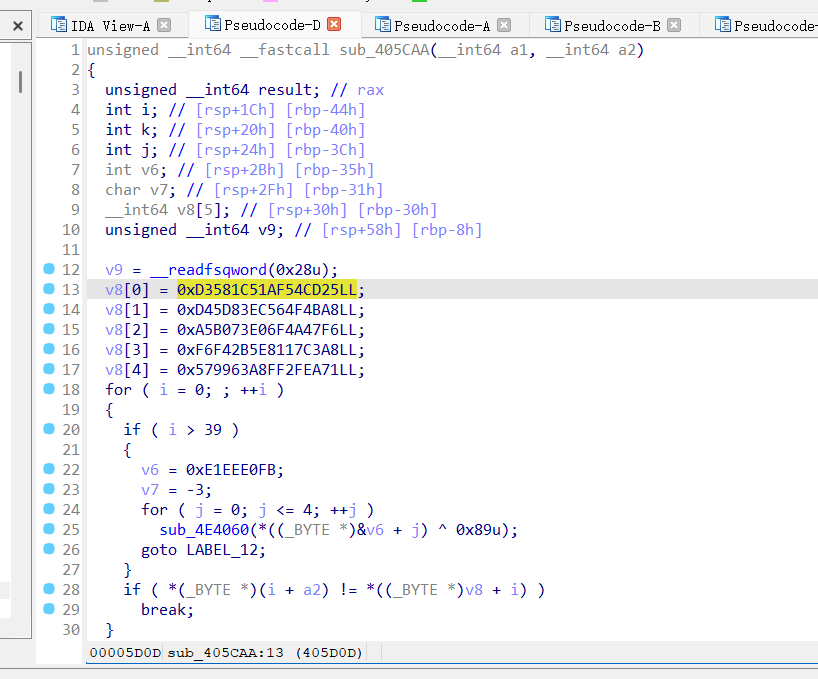 IDA View-A Pseudocode-D Pseudocode-A Pseudocode-B Pseudocode-
1 unsigned __int64 __fastcall sub_405CAA(__int64 a1, __int64 a2)
2 {
3 unsigned __int64 result; // rax
4 int i; // [rsp+1Ch] [rbp-44h]
5 int k; // [rsp+20h] [rbp-40h]
6 int j; // [rsp+24h] [rbp-3Ch]
7 int v6; // [rsp+2Bh] [rbp-35h]
8 char v7; // [rsp+2Fh] [rbp-31h]
9 __int64 v8[5]; // [rsp+30h] [rbp-30h]
10 unsigned __int64 v9; // [rsp+58h] [rbp-8h]
11
12 v9 = __readfsqword(0x28u);
13 v8[0] = 0xD3581C51AF54CD25LL;
14 v8[1] = 0xD45D83EC564F4BA8LL;
15 v8[2] = 0xA5B073E06F4A47F6LL;
16 v8[3] = 0xF6F42B5E8117C3A8LL;
17 v8[4] = 0x579963A8FF2FEA71LL;
18 for ( i = 0; ; ++i )
19 {
20 if ( i > 39 )
21 {
22 v6 = 0xE1EEE0FB;
23 v7 = -3;
24 for ( j = 0; j <= 4; ++j )
25 sub_4E4060(*((_BYTE *)&v6 + j) ^ 0x89u);
26 goto LABEL_12;
27 }
28 if ( *(_BYTE *)(i + a2) != *((_BYTE *)v8 + i) )
29 break;
30 }
00005D0D sub_405CAA:13 (405D0D)